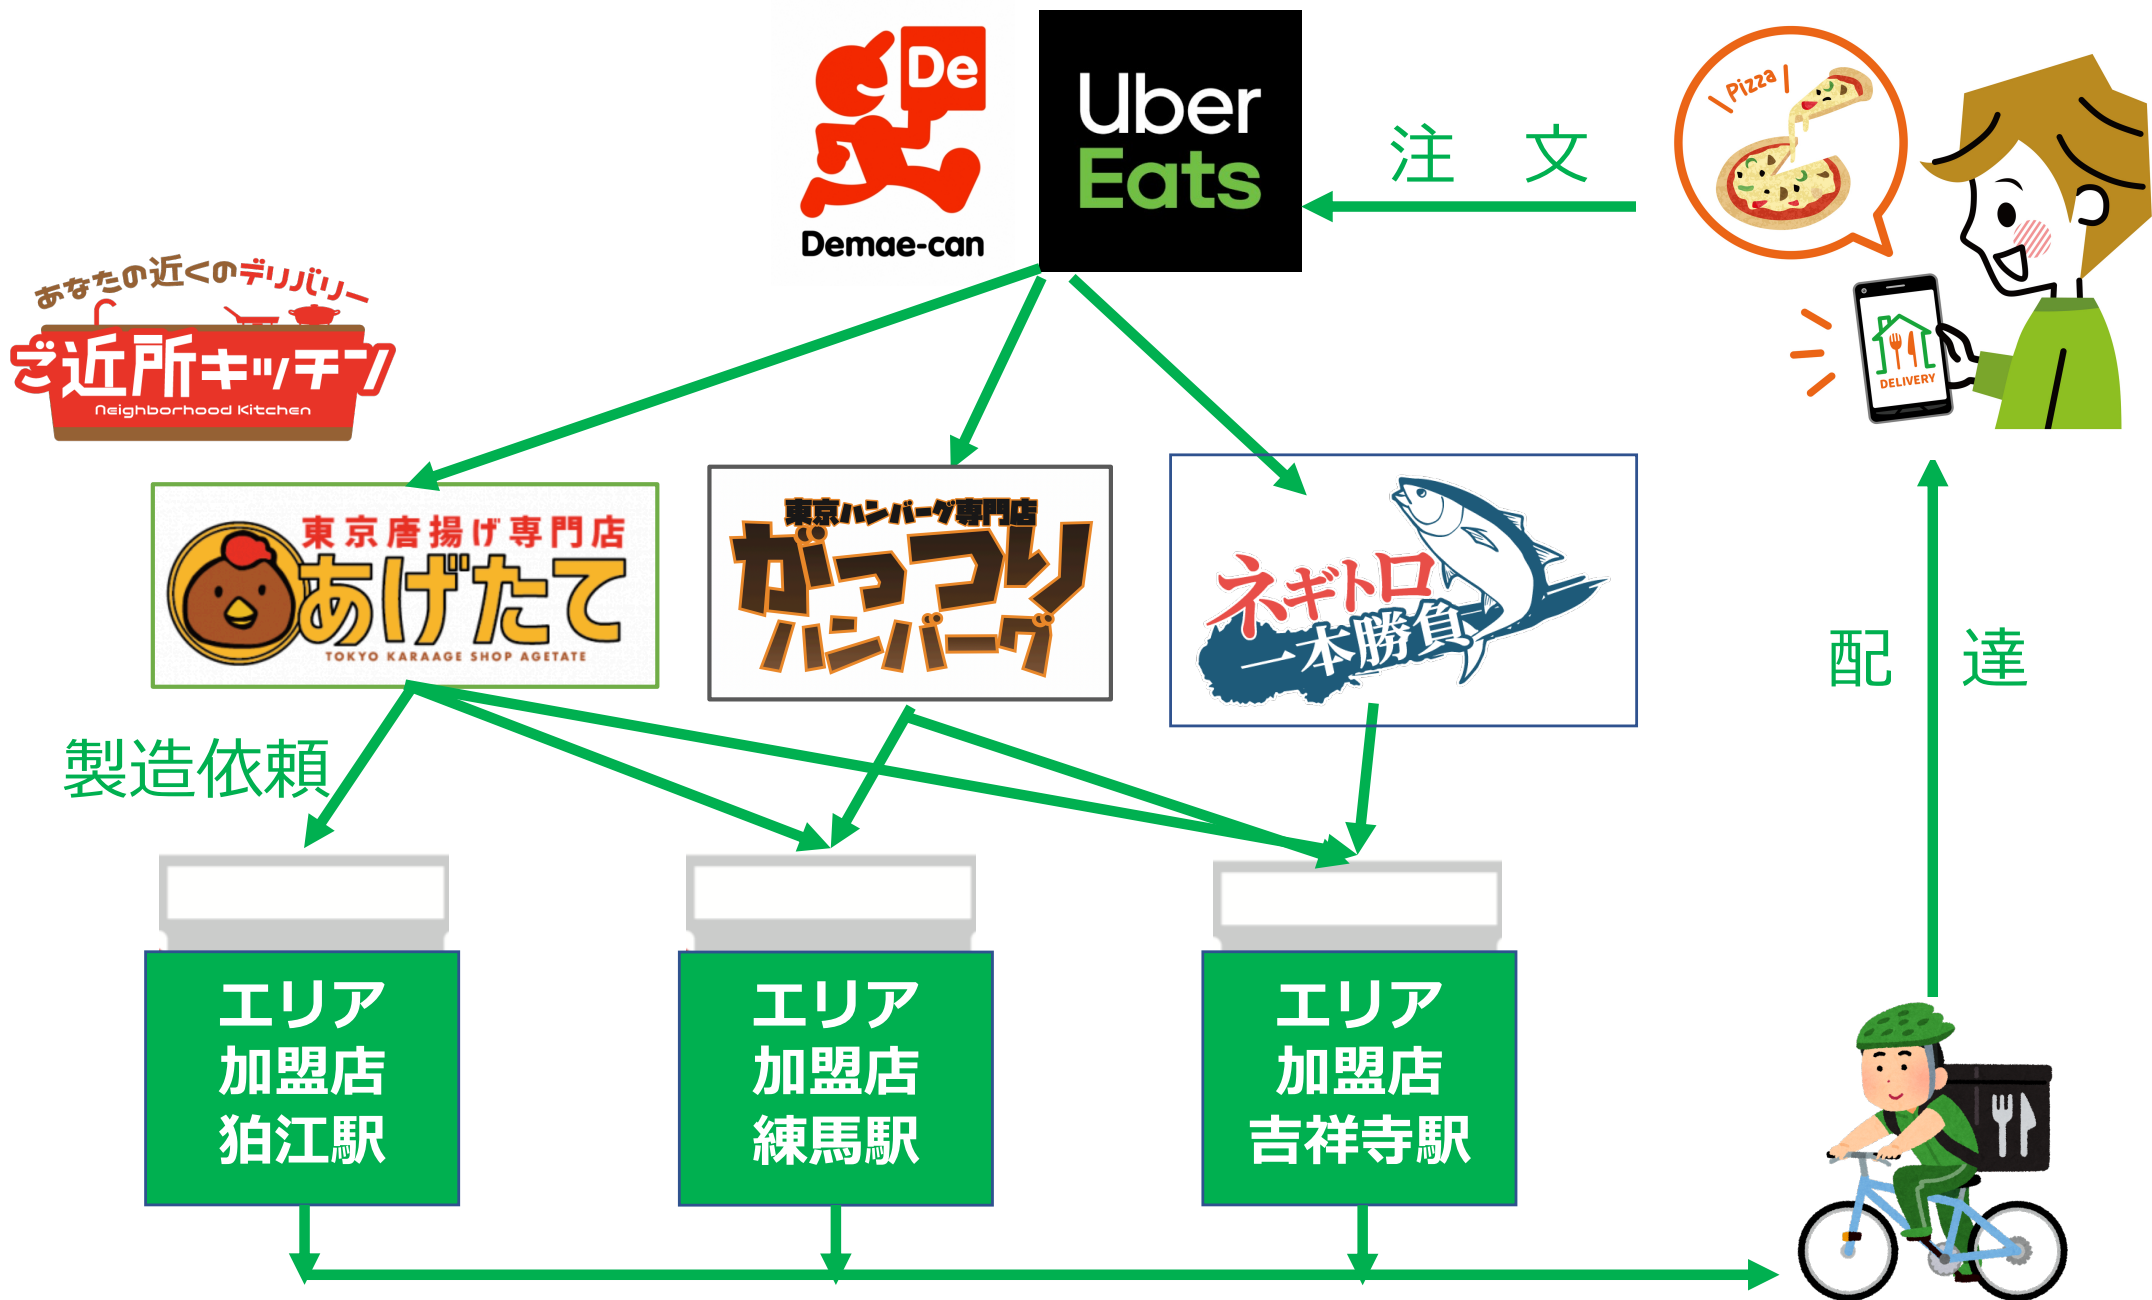 De
Demae-can
Uber
Eats
注 文
Pizza
DELIVERY
あなたの近くのデリバリー
ご近所キッチン
Neighborhood Kitchen
東京唐揚げ専門店
あげたて
TOKYO KARAAGE SHOP AGETATE
東京ハンバーグ専門店
がっつり
ハンバーグ
ネギトロ
一本勝負
配 達
製造依頼
エリア
加盟店
狛江駅
エリア
加盟店
練馬駅
エリア
加盟店
吉祥寺駅